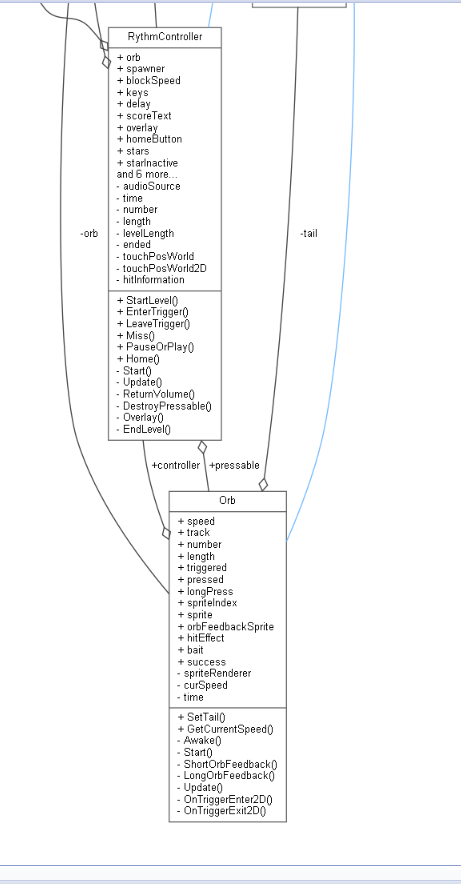 RythmController
+ orb
+ spawner
+ blockSpeed
+ keys
+ delay
+ scoreText
+ overlay
+ homeButton
+ stars
+ starInactive
and 6 more...
- audioSource
- time
- number
- length
- levelLength
- ended
- touchPosWorld
- touchPosWorld2D
- hitInformation
-orb
-tail
+ StartLevel()
+ EnterTrigger()
+ LeaveTrigger()
+ Miss()
+ PauseOrPlay()
+ Home()
- Start()
- Update()
- ReturnVolume()
- DestroyPressable()
- Overlay()
- EndLevel()
+controller
+pressable
Orb
+ speed
+ track
+ number
+ length
+ triggered
+ pressed
+ longPress
+ spriteIndex
+ sprite
+ orbFeedbackSprite
+ hitEffect
+ bait
+ success
- spriteRenderer
- curSpeed
- time
+ SetTail()
+ GetCurrentSpeed()
- Awake()
- Start()
- ShortOrbFeedback()
- LongOrbFeedback()
- Update()
- OnTriggerEnter2D()
- OnTriggerExit2D()